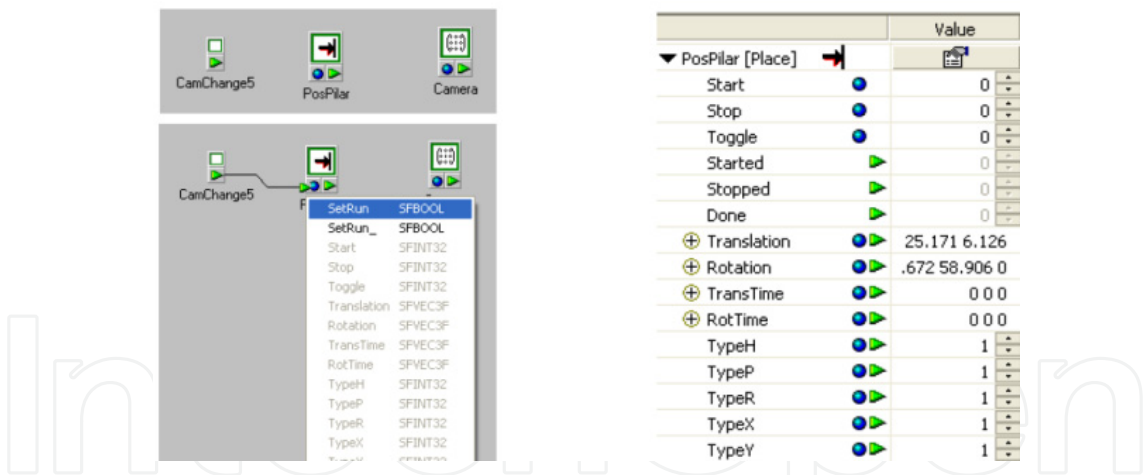 CamChange5
PosPilar
Camera
CamChange5
SetRun SFBOOL
SetRun_ SFBOOL
Start SFINT32
Stop SFINT32
Toggle SFINT32
Translation SFVEC3F
Rotation SFVEC3F
TransTime SFVEC3F
RotTime SFVEC3F
TypeH SFINT32
TypeP SFINT32
TypeR SFINT32
TypeX SFINT32
Value
PosPilar [Place]
Start 0
Stop 0
Toggle 0
Started 0
Stopped 0
Done 0
Translation 25.171 6.126
Rotation .672 58.906 0
TransTime 0 0 0
RotTime 0 0 0
TypeH 1
TypeP 1
TypeR 1
TypeX 1
TypeY 1